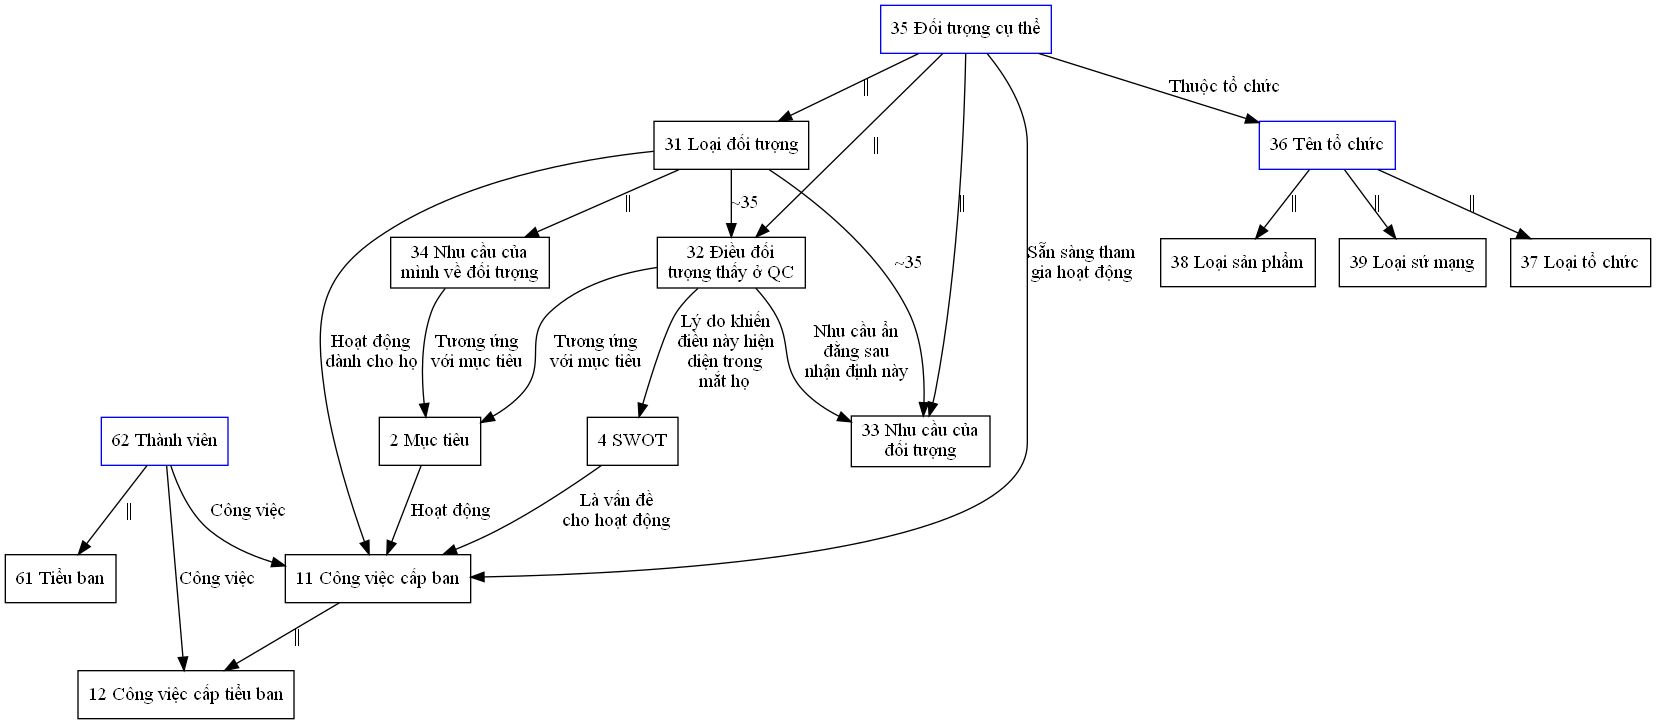 35 Đối tượng cụ thể
||
Thuộc tổ chức
31 Loại đối tượng
||
36 Tên tổ chức
||
~35
||
||
||
||
34 Nhu cầu của
mình về đối tượng
32 Điều đối
tượng thấy ở QC
~35
Sẵn sàng tham
gia hoạt động
38 Loại sản phẩm
39 Loại sứ mạng
37 Loại tổ chức
Hoạt động
dành cho họ
Tương ứng
với mục tiêu
Tương ứng
với mục tiêu
Lý do khiến
điều này hiện
diện trong
mắt họ
Nhu cầu ẩn
đằng sau
nhận định này
62 Thành viên
2 Mục tiêu
4 SWOT
33 Nhu cầu của
đối tượng
||
Công việc
Hoạt động
Là vấn đề
cho hoạt động
61 Tiểu ban
Công việc
11 Công việc cấp ban
||
12 Công việc cấp tiểu ban